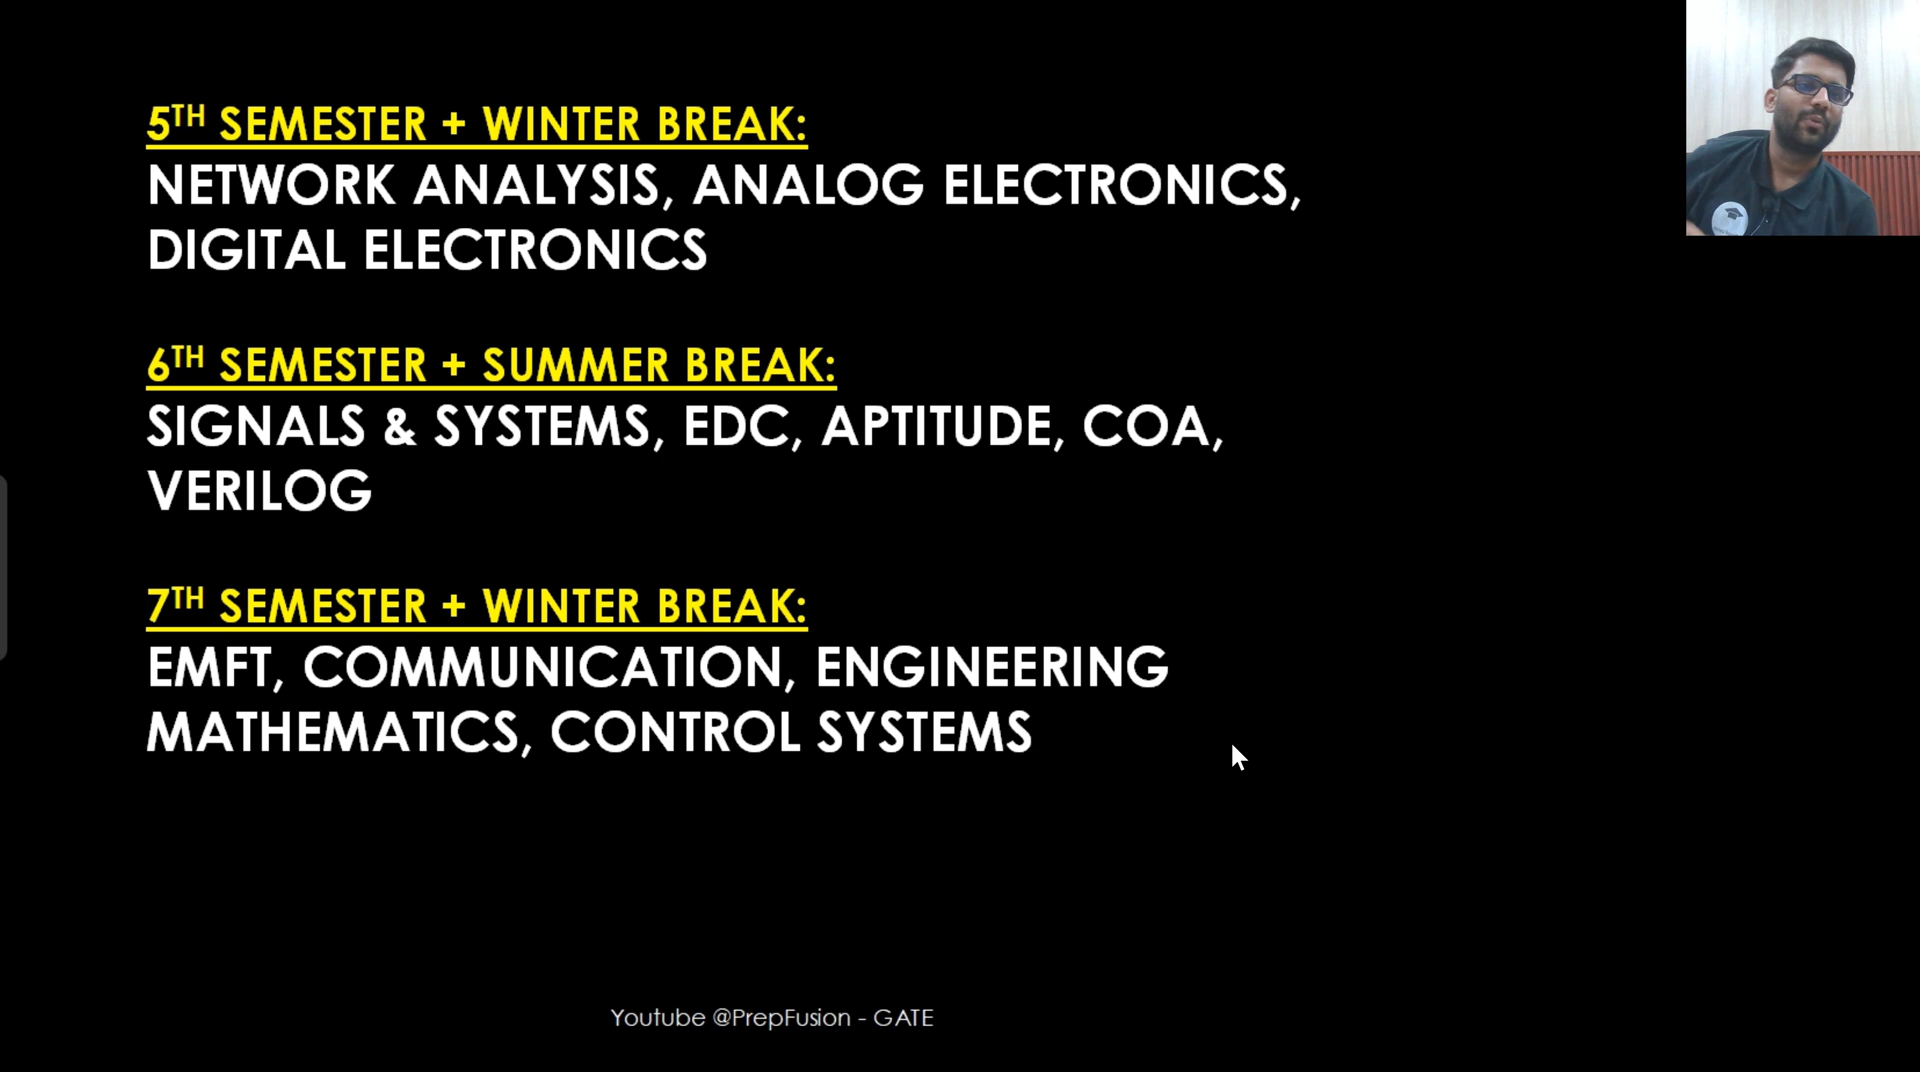 5TH SEMESTER + WINTER BREAK:
NETWORK ANALYSIS, ANALOG ELECTRONICS,
DIGITAL ELECTRONICS
6TH SEMESTER + SUMMER BREAK:
SIGNALS & SYSTEMS, EDC, APTITUDE, COA,
VERILOG
7TH SEMESTER + WINTER BREAK:
EMFT, COMMUNICATION, ENGINEERING
MATHEMATICS, CONTROL SYSTEMS
Youtube @PrepFusion - GATE